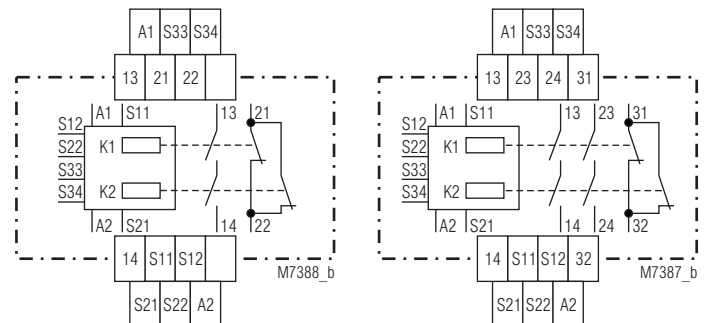 A1 S33 S34
13 21 22
A1 S11 13 21
S12
S22
S33
S34
K1
K2
A2 S21 14 22
14 S11 S12
M7388_b
S21 S22 A2
A1 S33 S34
13 23 24 31
A1 S11 13 23 31
S12
S22
S33
S34
K1
K2
A2 S21 14 24 32
14 S11 S12 32
M7387_b
S21 S22 A2